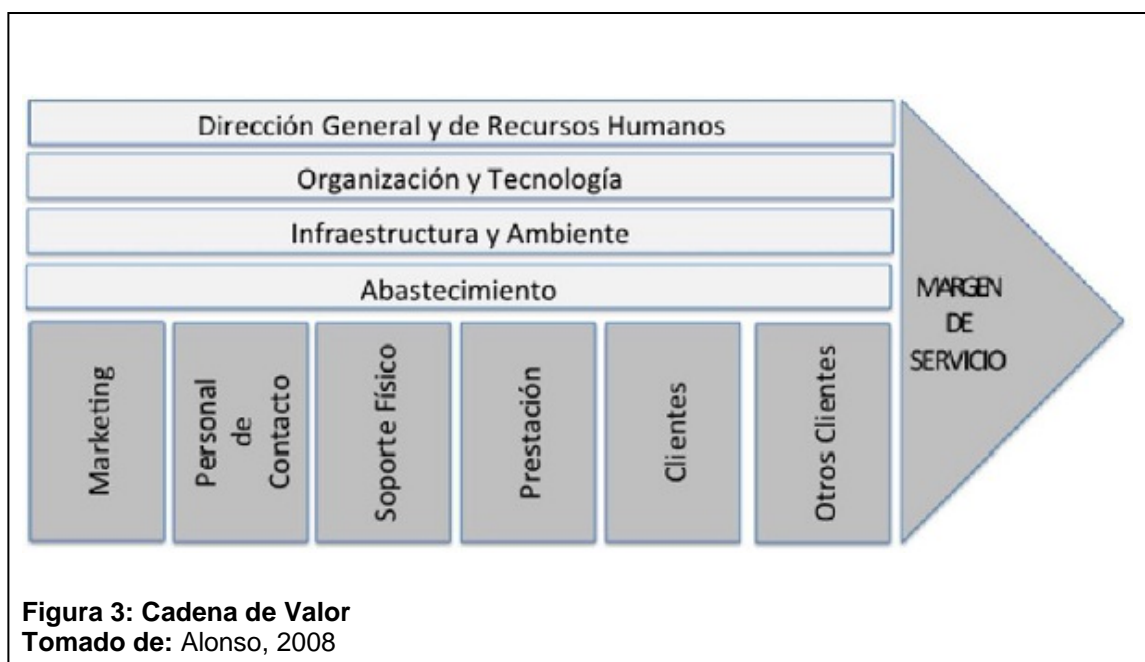 Dirección General y de Recursos Humanos
Organización y Tecnología
Infraestructura y Ambiente
Abastecimiento
Marketing
Personal
de
Contacto
Soporte Físico
Prestación
Clientes
Otros Clientes
MARGEN
DE
SERVICIO
Figura 3: Cadena de Valor
Tomado de: Alonso, 2008